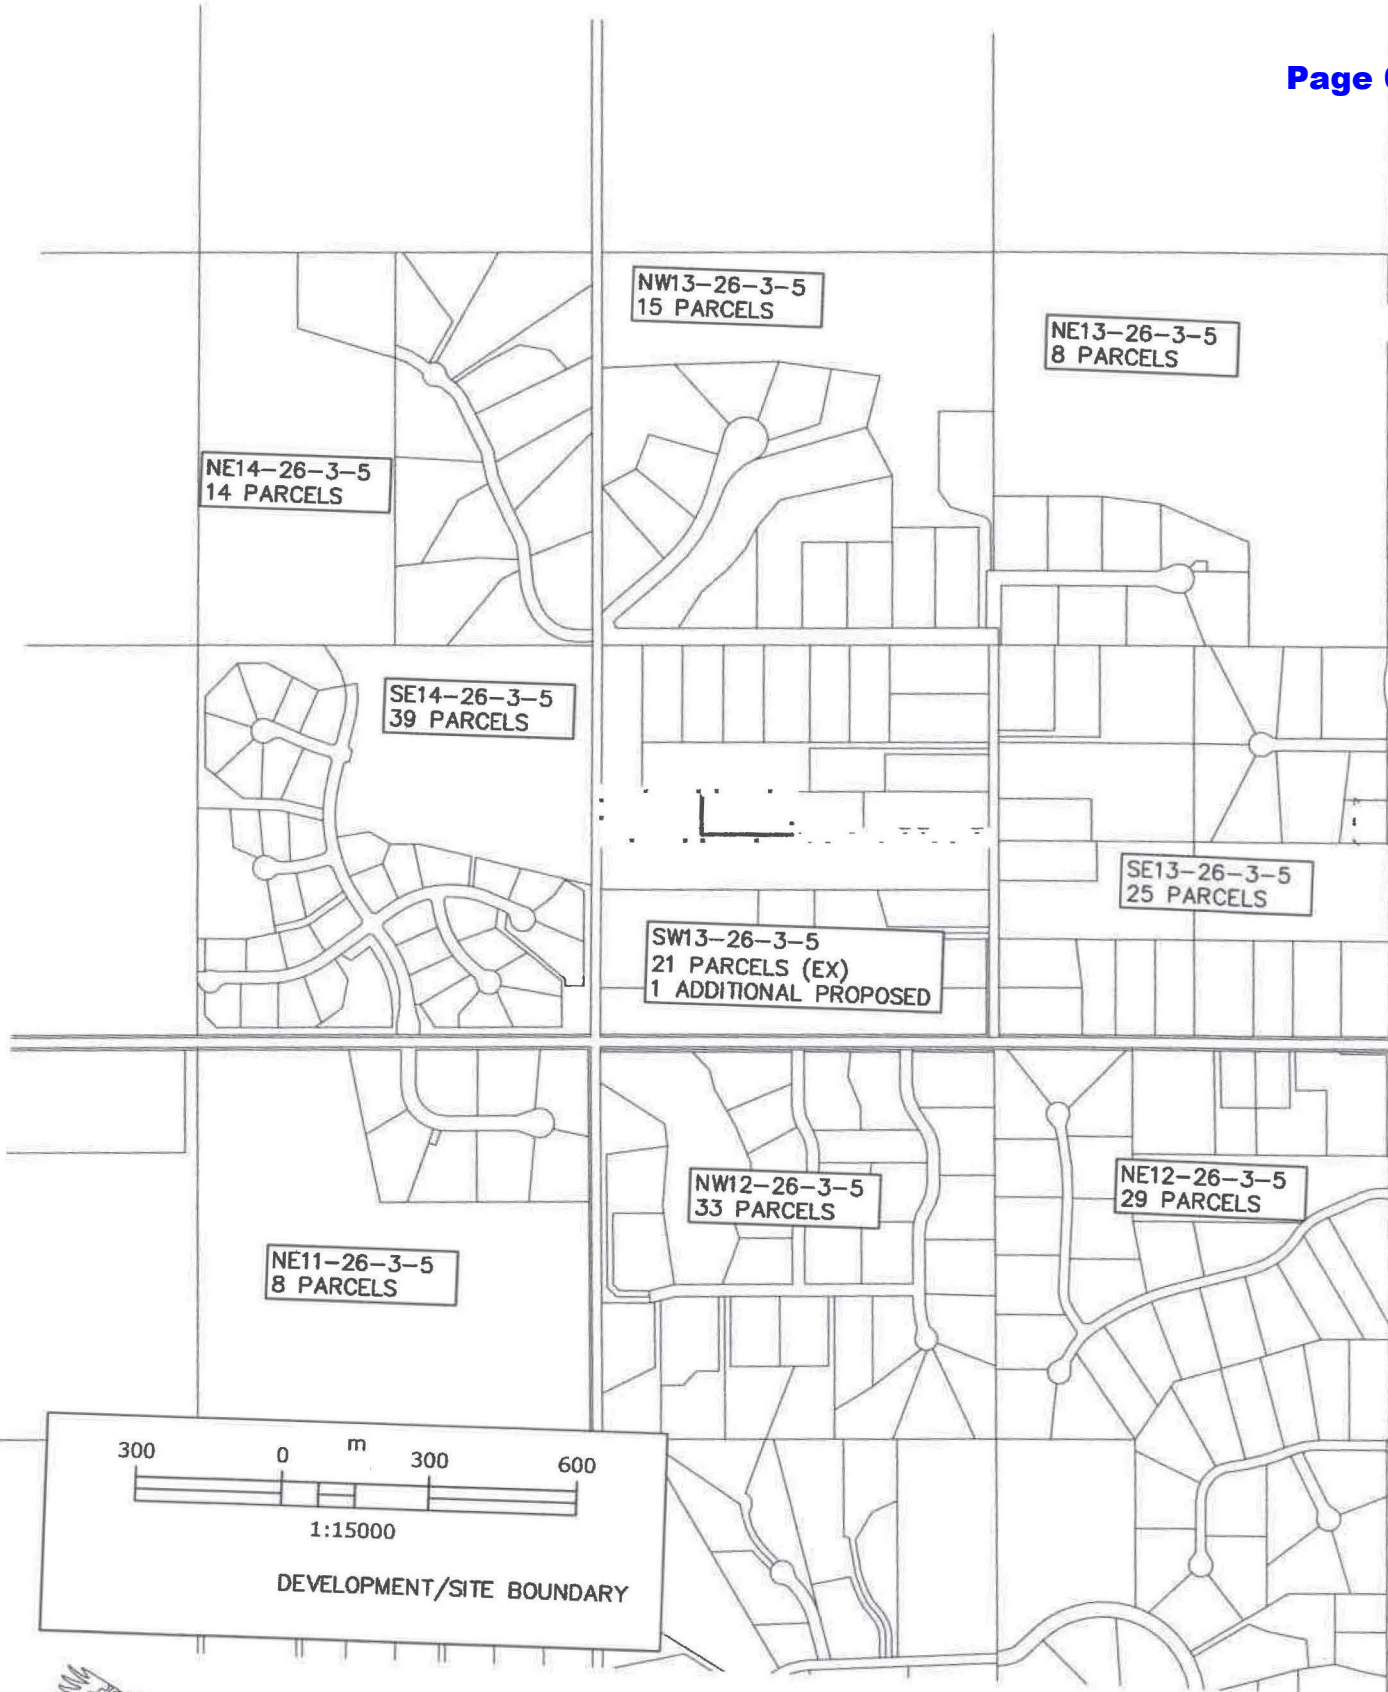 Page
NW13-26-3-5
15 PARCELS
NE13-26-3-5
8 PARCELS
NE14-26-3-5
14 PARCELS
SE14-26-3-5
39 PARCELS
SE13-26-3-5
25 PARCELS
SW13-26-3-5
21 PARCELS (EX)
1 ADDITIONAL PROPOSED
NW12-26-3-5
33 PARCELS
NE12-26-3-5
29 PARCELS
NE11-26-3-5
8 PARCELS
300 0 m 300 600
1:15000
DEVELOPMENT/SITE BOUNDARY